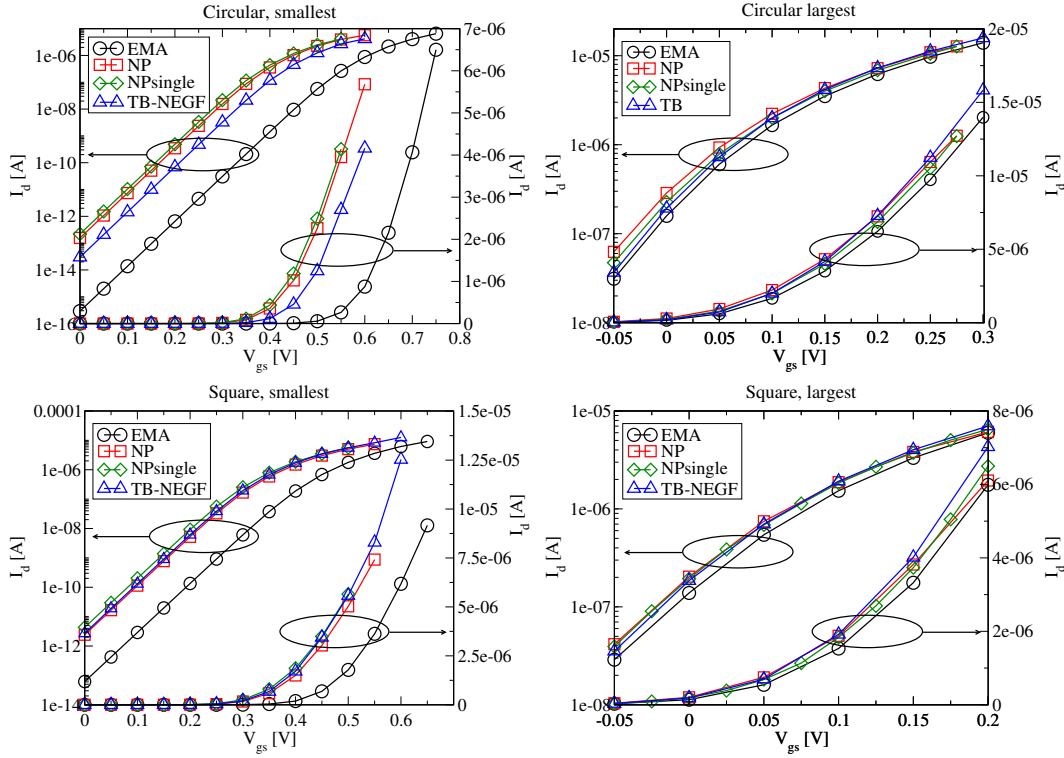 Circular, smallest
1e-06
1e-08
1e-10
1e-12
1e-14
1e-16
I_d [A]
EMA
NP
NPsingle
TB-NEGF
7e-06
6e-06
4e-06
2e-06
1e-06
0
I_d [A]
0 0.1 0.2 0.3 0.4 0.5 0.6 0.7 0.8
V_gs [V]
Circular largest
1e-05
1e-06
1e-07
1e-08
I_d [A]
EMA
NP
NPsingle
TB
2e-05
1.5e-05
1e-05
5e-06
0
I_d [A]
-0.05 0 0.05 0.1 0.15 0.2 0.25 0.3
V_gs [V]
Square, smallest
0.0001
1e-06
1e-08
1e-10
1e-12
1e-14
I_d [A]
EMA
NP
NPsingle
TB-NEGF
1.5e-05
1.25e-05
1e-05
7.5e-06
5e-06
2.5e-06
0
I_d [A]
0 0.1 0.2 0.3 0.4 0.5 0.6
V_gs [V]
Square, largest
1e-05
1e-06
1e-07
1e-08
I_d [A]
EMA
NP
NPsingle
TB-NEGF
8e-06
6e-06
4e-06
2e-06
0
I_d [A]
-0.05 0 0.05 0.1 0.15 0.2
V_gs [V]